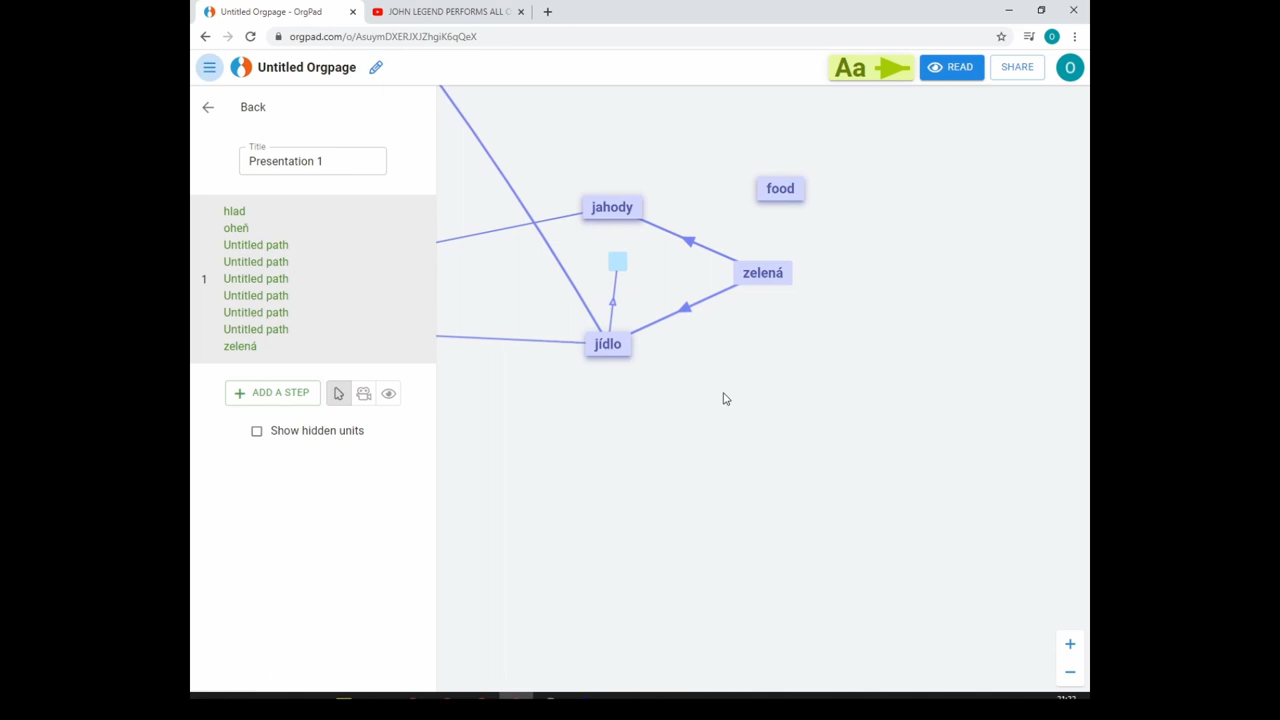 Untitled Orgpage - OrgPad
JOHN LEGEND PERFORMS ALL
orgpad.com/o/AsuymDXERJXJZhgiK6qQeX
O
Untitled Orgpage
Aa
READ
SHARE
O
Back
Title
Presentation 1
hlad
oheň
Untitled path
Untitled path
1
Untitled path
Untitled path
Untitled path
Untitled path
zelená
ADD A STEP
Show hidden units
food
jahody
zelená
jídlo